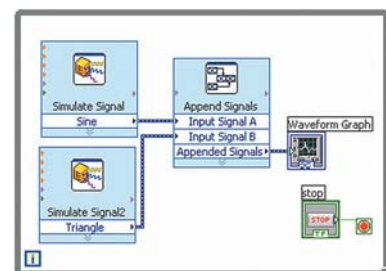 Simulate Signal
Sine
Append Signals
Input Signal A
Input Signal B
Appended Signals
Waveform Graph
Simulate Signal2
Triangle
stop
STOP
TF
i